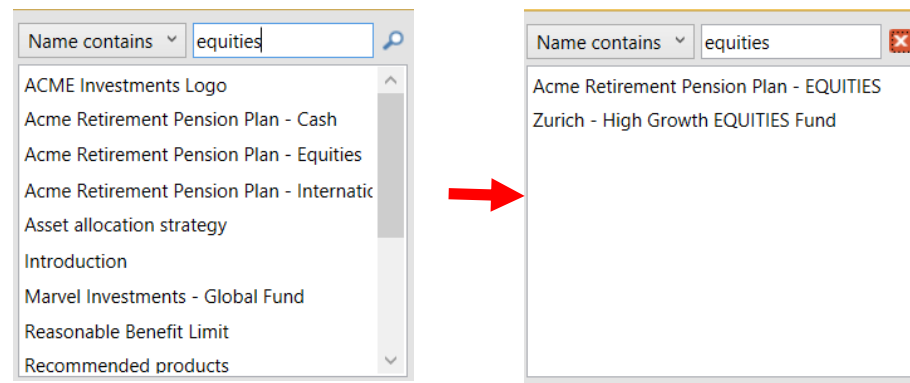 Name contains equities
ACME Investments Logo
Acme Retirement Pension Plan - Cash
Acme Retirement Pension Plan - Equities
Acme Retirement Pension Plan - Internatic
Asset allocation strategy
Introduction
Marvel Investments - Global Fund
Reasonable Benefit Limit
Recommended products
Name contains equities
Acme Retirement Pension Plan - EQUITIES
Zurich - High Growth EQUITIES Fund